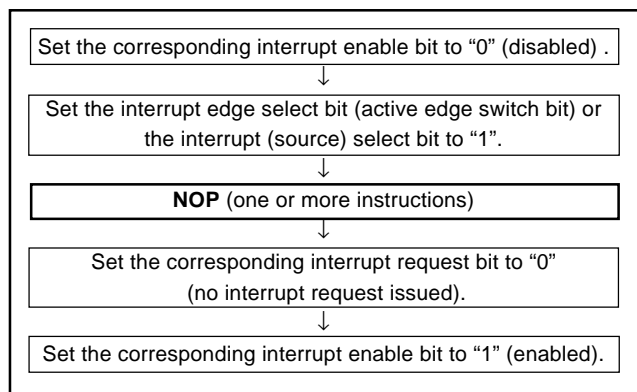 Set the corresponding interrupt enable bit to “0” (disabled) .
↓
Set the interrupt edge select bit (active edge switch bit) or
the interrupt (source) select bit to “1”.
↓
NOP (one or more instructions)
↓
Set the corresponding interrupt request bit to “0”
(no interrupt request issued).
↓
Set the corresponding interrupt enable bit to “1” (enabled).